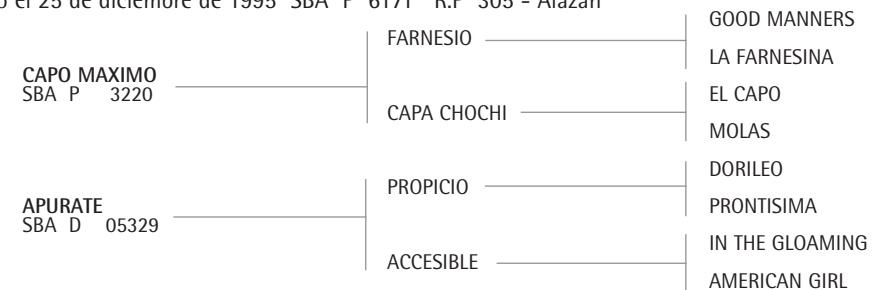 el 25 de diciembre de 1995 SBA P 6171 R.P 305 - Alazán
GOOD MANNERS
FARNESIO
LA FARNESINA
CAPO MAXIMO
SBA P 3220
EL CAPO
CAPA CHOCHI
MOLAS
DORILEO
PROPICIO
PRONTISIMA
APURATE
SBA D 05329
IN THE GLOAMING
ACCESIBLE
AMERICAN GIRL